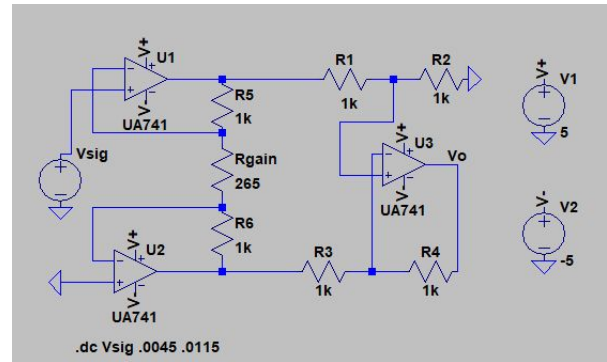 V+
U1
R1
R2
V+
V1
V-
UA741
R5
1k
1k
1k
5
Vsig
Rgain
265
V+
U3
Vo
V-
UA741
V-
V2
-5
R6
1k
V+
U2
R3
R4
V-
UA741
1k
1k
.dc Vsig .0045 .0115